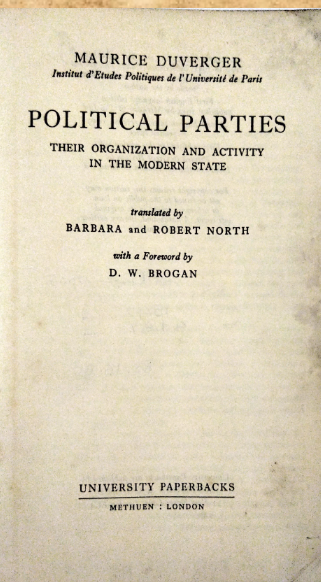 MAURICE DUVERGER
Institut d'Etudes Politiques de l'Université de Paris
POLITICAL PARTIES
THEIR ORGANIZATION AND ACTIVITY
IN THE MODERN STATE
translated by
BARBARA and ROBERT NORTH
with a Foreword by
D. W. BROGAN
UNIVERSITY PAPERBACKS
METHUEN : LONDON